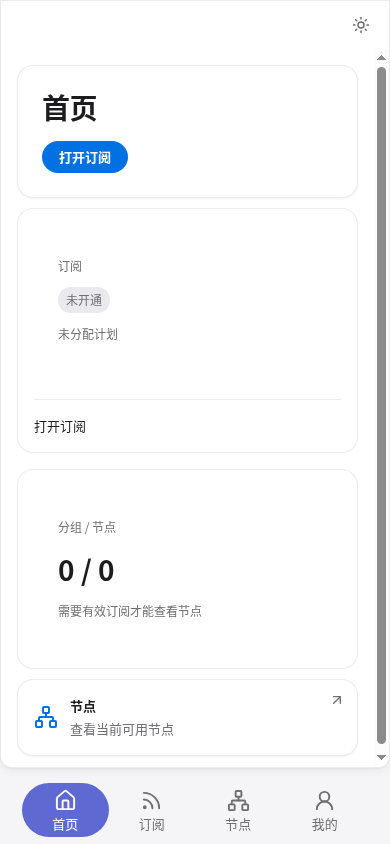 首页
打开订阅
订阅
未开通
未分配计划
打开订阅
分组 / 节点
0 / 0
需要有效订阅才能查看节点
节点
查看当前可用节点
首页
订阅
节点
我的